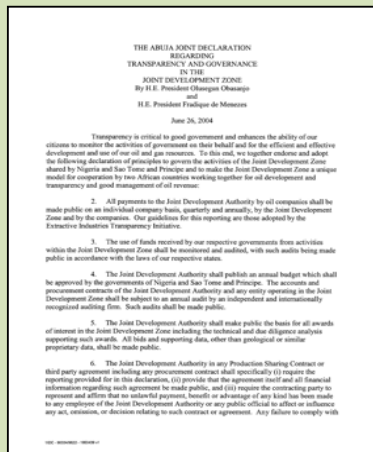 THE ABUJA JOINT DECLARATION
REGARDING
TRANSPARENCY AND GOVERNANCE
IN THE
JOINT DEVELOPMENT ZONE
By H.E. President Olusegun Obasanjo
and
H.E. President Fradique de Menezes
June 26, 2004
Transparency is critical to good government and enhances the ability of our
citizens to monitor the activities of government on their behalf and for the efficient and effective
development and use of our oil and gas resources. To this end, we together endorse and adopt
the following declaration of principles to govern the activities of the Joint Development Zone
shared by Nigeria and Sao Tome and Principe and to make the Joint Development Zone a unique
model for cooperation by two African countries working together for oil development and
transparency and good management of oil revenue:
2. All payments to the Joint Development Authority by oil companies shall be
made public on an individual company basis, quarterly and annually, by the Joint Development
Zone and by the companies. Our guidelines for this reporting are those adopted by the
Extractive Industries Transparency Initiative.
3. The use of funds received by our respective governments from activities
within the Joint Development Zone shall be monitored and audited, with such audits being made
public in accordance with the laws of our respective states.
4. The Joint Development Authority shall publish an annual budget which shall
be approved by the governments of Nigeria and Sao Tome and Principe. The accounts and
procurement contracts of the Joint Development Authority and any entity operating in the Joint
Development Zone shall be subject to an annual audit by an independent and internationally
recognized auditing firm. Such audits shall be made public.
5. The Joint Development Authority shall make public the basis for all awards
of interest in the Joint Development Zone including the technical and due diligence analysis
supporting such awards. All bids and supporting data, other than geological or similar
proprietary data, shall be made public.
6. The Joint Development Authority in any Production Sharing Contract or
third party agreement including any procurement contract shall specifically (i) require the
reporting provided for in this declaration, (ii) provide that the agreement itself and all financial
information regarding such agreement be made public, and (iii) require the contracting party to
represent and affirm that no unlawful payment, benefit or advantage of any kind has been made
to any employee of the Joint Development Authority or any public official to affect or influence
any act, omission, or decision relating to such contract or agreement. Any failure to comply with